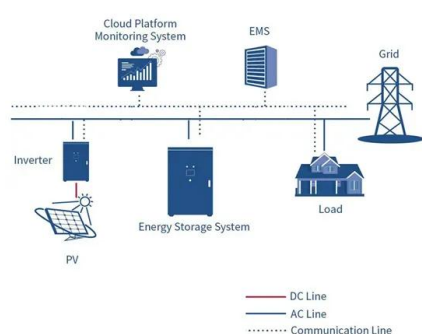 Cloud Platform
Monitoring System
EMS
Grid
Inverter
Energy Storage System
Load
PV
DC Line
AC Line
Communication Line